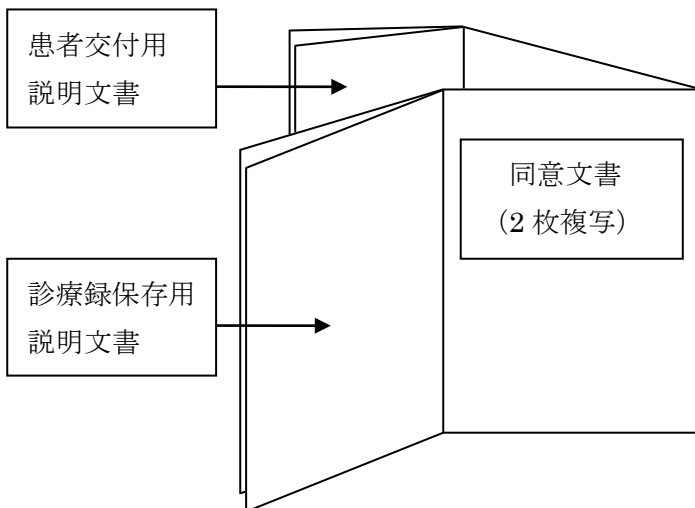 患者交付用
説明文書
同意文書
（2 枚複写）
診療録保存用
説明文書